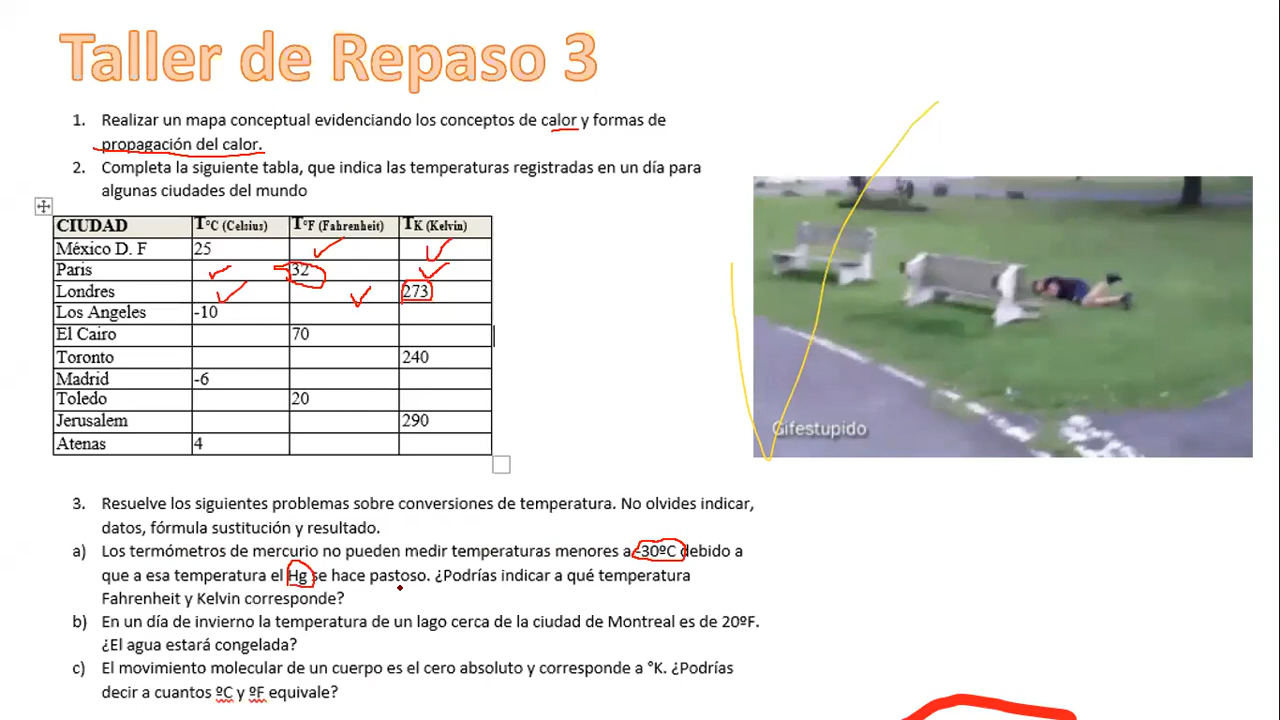 Taller de Repaso 3
1. Realizar un mapa conceptual evidenciando los conceptos de calor y formas de
propagación del calor.
2. Completa la siguiente tabla, que indica las temperaturas registradas en un día para
algunas ciudades del mundo
CIUDAD T°C (Celsius) T°F (Fahrenheit) TK (Kelvin)
México D. F 25
Paris 32
Londres 273
Los Angeles -10
El Cairo 70
Toronto 240
Madrid -6
Toledo 20
Jerusalem 290
Atenas 4
Gifestupido
3. Resuelve los siguientes problemas sobre conversiones de temperatura. No olvides indicar,
datos, fórmula sustitución y resultado.
a) Los termómetros de mercurio no pueden medir temperaturas menores a -30ºC debido a
que a esa temperatura el Hg se hace pastoso. ¿Podrías indicar a qué temperatura
Fahrenheit y Kelvin corresponde?
b) En un día de invierno la temperatura de un lago cerca de la ciudad de Montreal es de 20ºF.
¿El agua estará congelada?
c) El movimiento molecular de un cuerpo es el cero absoluto y corresponde a °K. ¿Podrías
decir a cuantos ºC y ºF equivale?